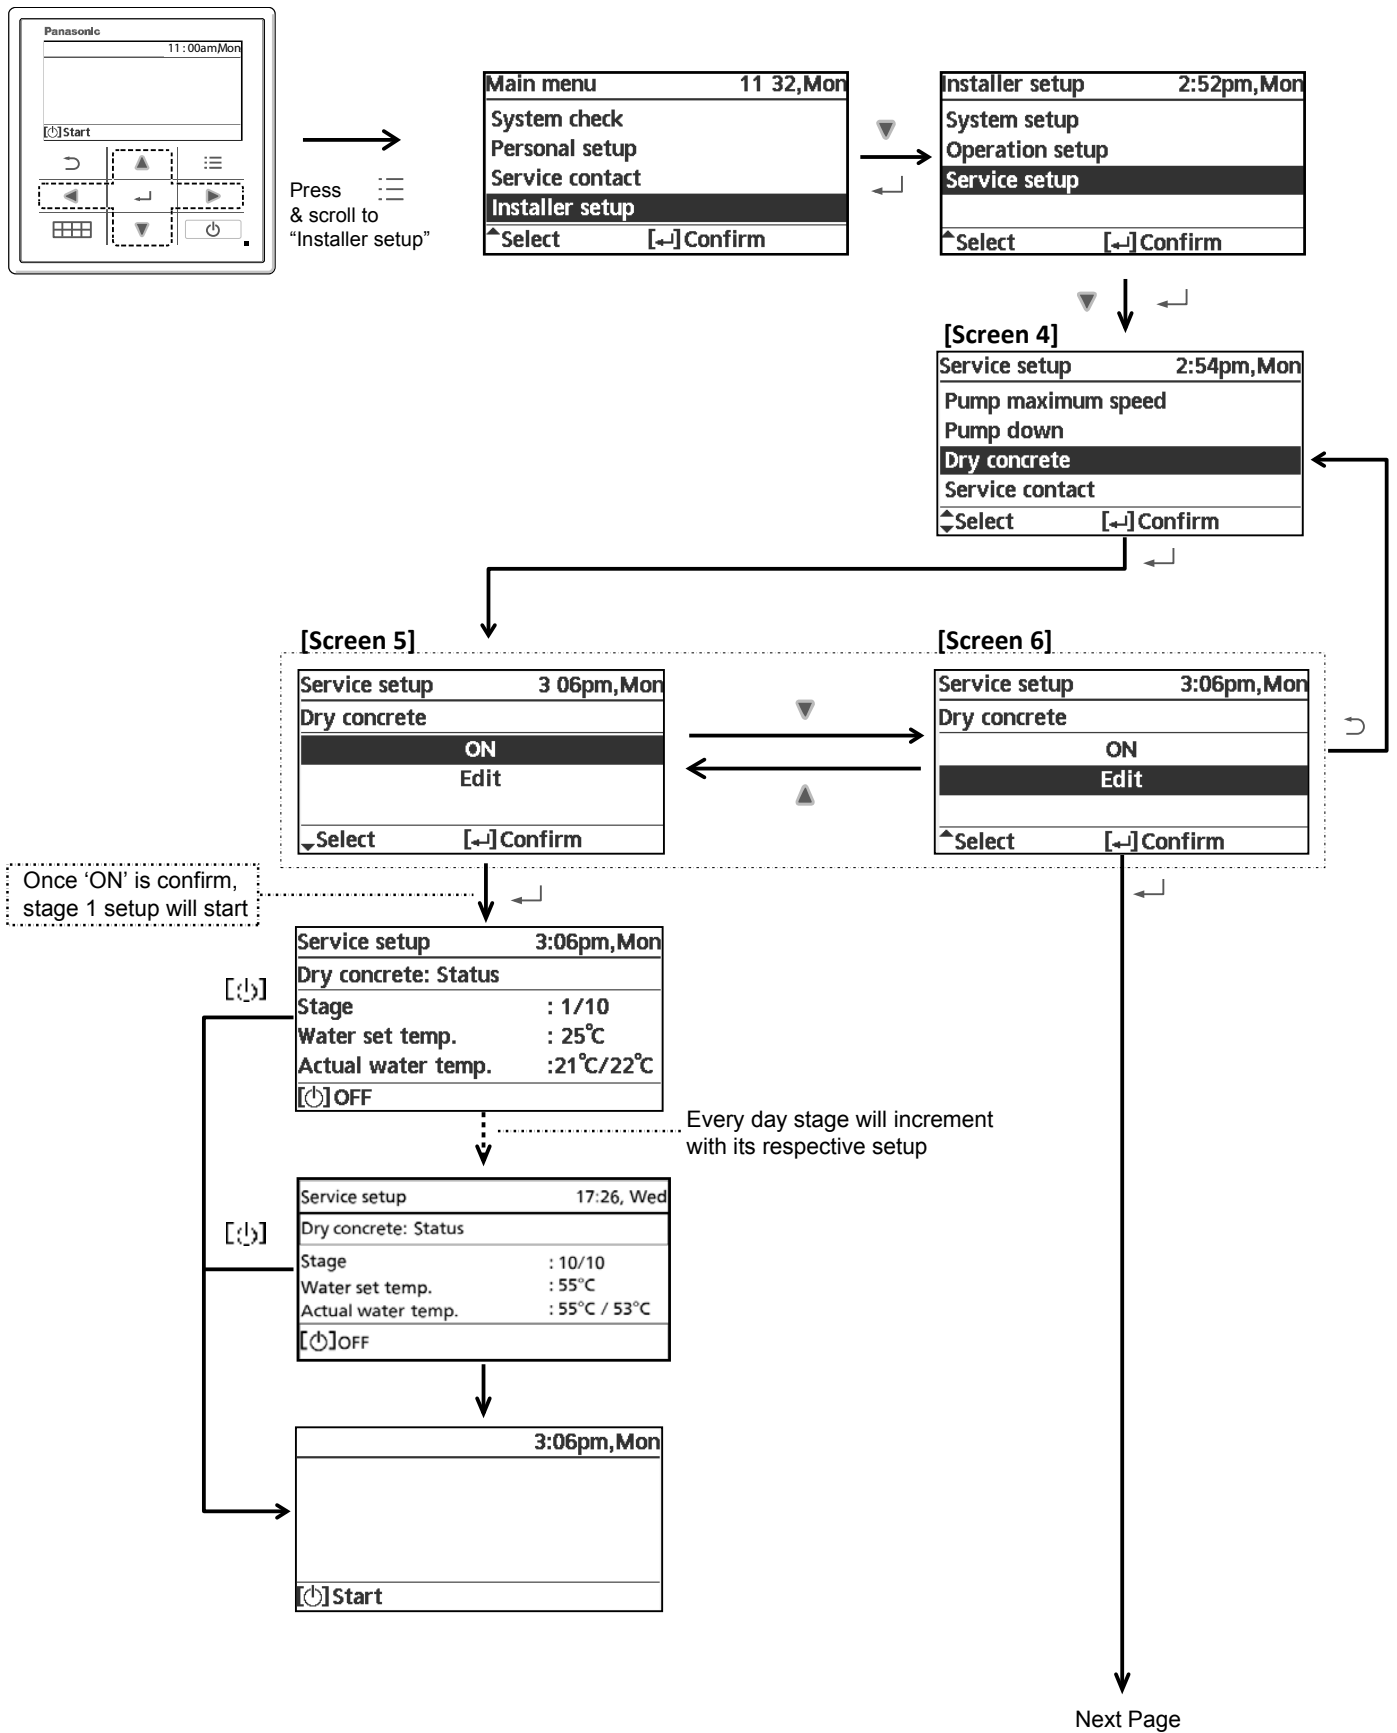 Panasonic
11:00am,Mon
[⏻]Start
Press
& scroll to
“Installer setup”
Main menu 11 32,Mon
System check
Personal setup
Service contact
Installer setup
Select [↵]Confirm
Installer setup 2:52pm,Mon
System setup
Operation setup
Service setup
Select [↵]Confirm
[Screen 4]
Service setup 2:54pm,Mon
Pump maximum speed
Pump down
Dry concrete
Service contact
Select [↵]Confirm
[Screen 5]
Service setup 3 06pm,Mon
Dry concrete
ON
Edit
Select [↵]Confirm
[Screen 6]
Service setup 3:06pm,Mon
Dry concrete
ON
Edit
Select [↵]Confirm
Once ‘ON’ is confirm,
stage 1 setup will start
Service setup 3:06pm,Mon
Dry concrete: Status
Stage : 1/10
Water set temp. : 25°C
Actual water temp. :21°C/22°C
[⏻]OFF
[⏻]
Every day stage will increment
with its respective setup
Service setup 17:26, Wed
Dry concrete: Status
Stage : 10/10
Water set temp. : 55°C
Actual water temp. : 55°C / 53°C
[⏻]OFF
[⏻]
3:06pm,Mon
[⏻]Start
Next Page